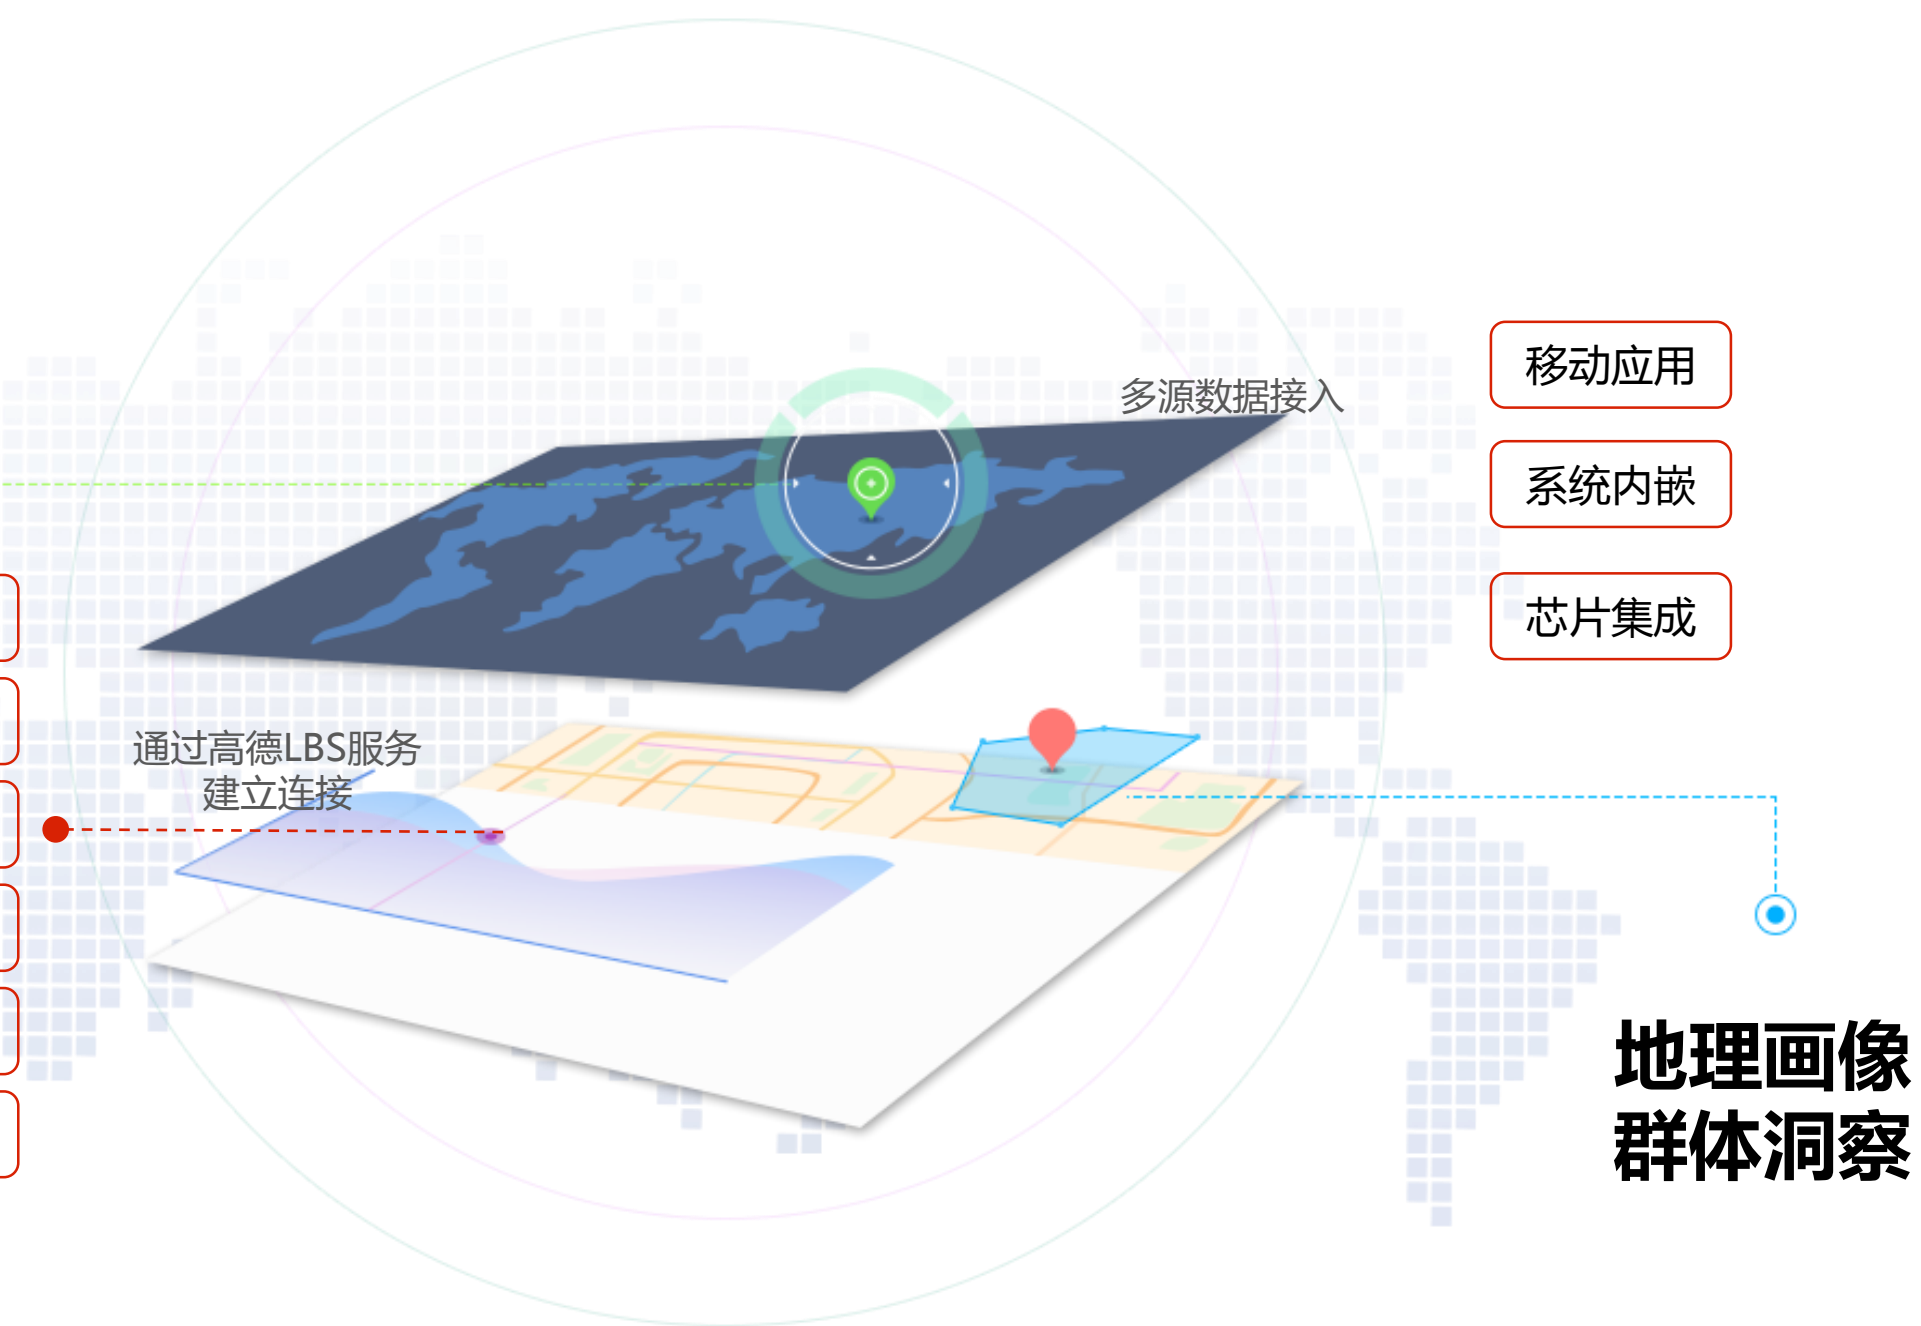 多源数据接入
移动应用
系统内嵌
芯片集成
通过高德LBS服务
建立连接
地理画像
群体洞察